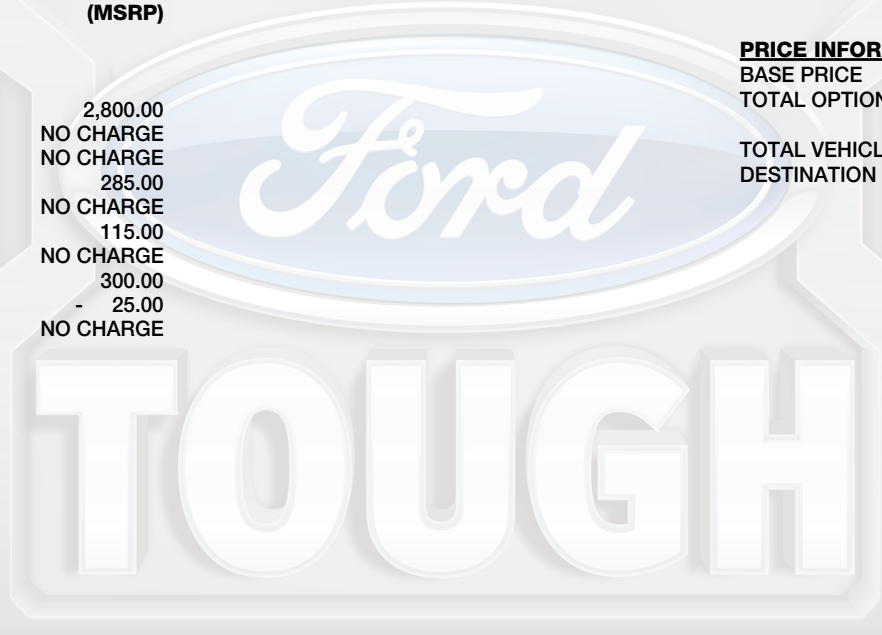 (MSRP)
2,800.00
NO CHARGE
NO CHARGE
285.00
NO CHARGE
115.00
NO CHARGE
300.00
- 25.00
NO CHARGE
PRICE INFOR
BASE PRICE
TOTAL OPTION
TOTAL VEHICL
DESTINATION
Ford
TOUGH